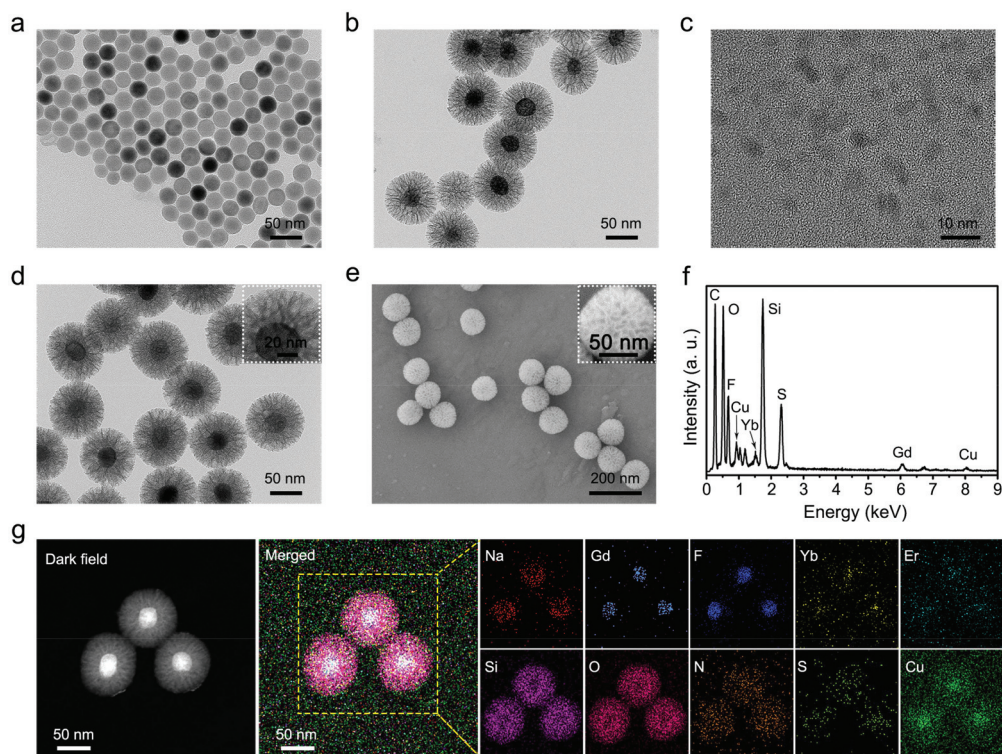 a
50 nm
b
50 nm
c
10 nm
d
20 nm
50 nm
e
50 nm
200 nm
f
C
O
F
Cu
Yb
Si
S
Gd
Cu
Intensity (a. u.)
0 1 2 3 4 5 6 7 8 9
Energy (keV)
g
Dark field
50 nm
Merged
50 nm
Na
Gd
F
Yb
Er
Si
O
N
S
Cu